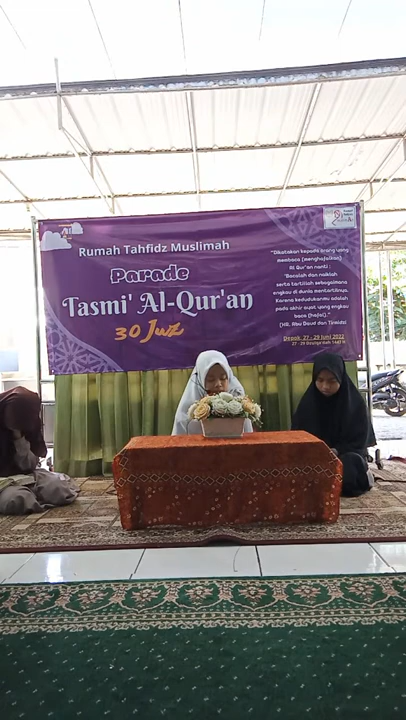 Rumah Tahfidz Muslimah
Parade
Tasmi' Al-Qur'an
30 Juz
"Dikatakan kepada orang yang
membaca (menghafalkan)
Al Qur'an nanti :
'Bacalah dan naiklah
serta tartillah sebagaimana
engkau di dunia mentartilnya.
Karena kedudukanmu adalah
pada akhir ayat yang engkau
baca (hafal)."
(HR. Abu Daud dan Tirmidzi)
Depok, 27 - 29 Juni 2022